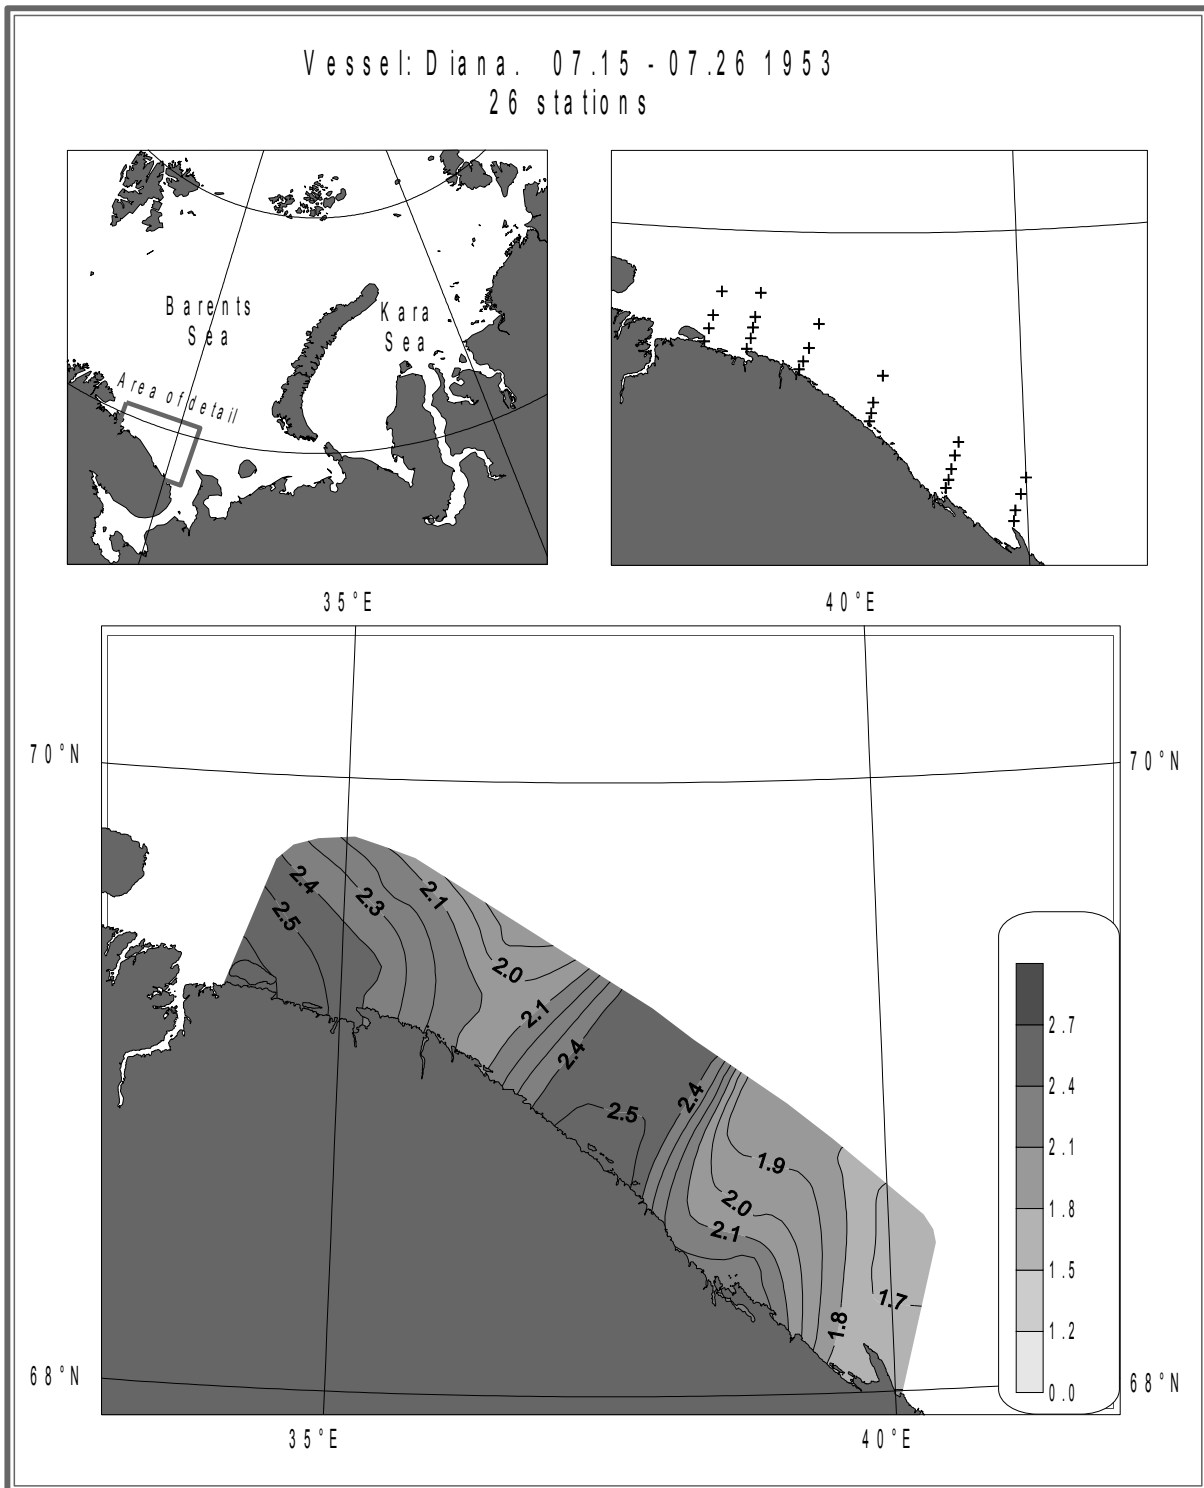 Vessel: Diana. 07.15 - 07.26 1953
26 stations
Barents
Sea
Kara
Sea
Area of detail
35°E
40°E
70°N
70°N
2.4
2.5
2.3
2.1
2.0
2.1
2.4
2.5
2.4
1.9
2.0
2.1
1.7
1.8
2.7
2.4
2.1
1.8
1.5
1.2
0.0
68°N
68°N
35°E
40°E